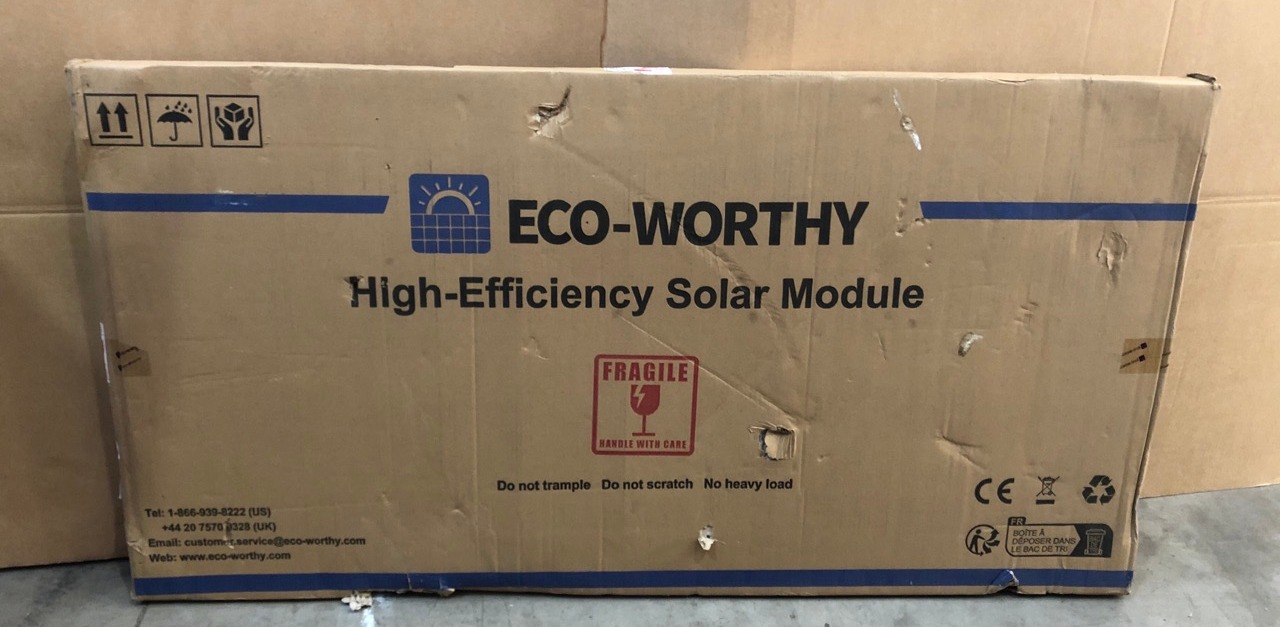 ECO-WORTHY
High-Efficiency Solar Module
FRAGILE
HANDLE WITH CARE
Do not trample Do not scratch No heavy load
Tel: 1-866-939-8222 (US)
+44 20 7570 0328 (UK)
Email: customer.service@eco-worthy.com
Web: www.eco-worthy.com
CE
FR
BOÎTE À
DÉPOSER DANS
LE BAC DE TRI